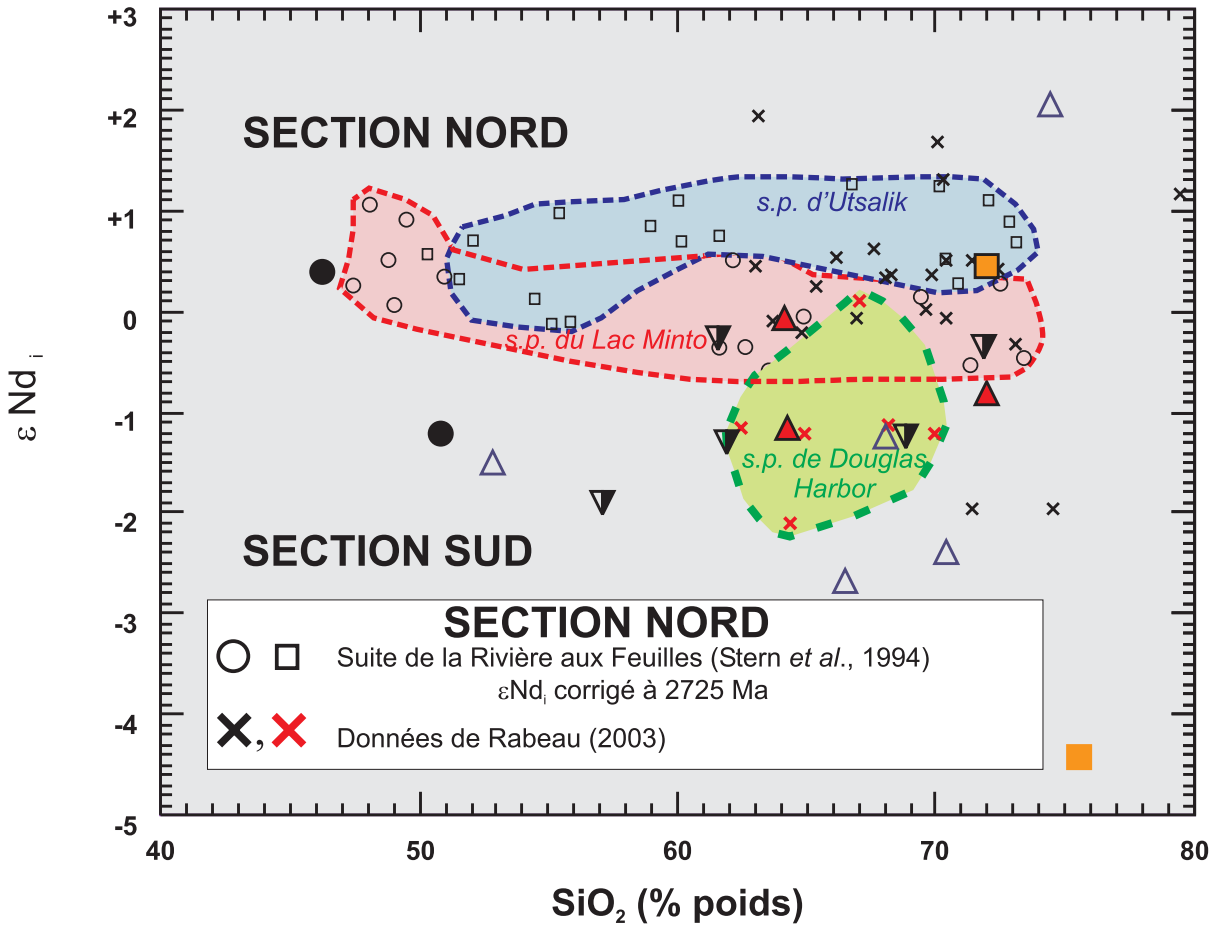 +3
+2
+1
0
-1
-2
-3
-4
-5
ε Nd i
SECTION NORD
s.p. d'Utsalik
s.p. du Lac Minto
s.p. de Douglas
Harbor
SECTION SUD
SECTION NORD
Suite de la Rivière aux Feuilles (Stern et al., 1994)
εNdi corrigé à 2725 Ma
, Données de Rabeau (2003)
40 50 60 70 80
SiO₂ (% poids)